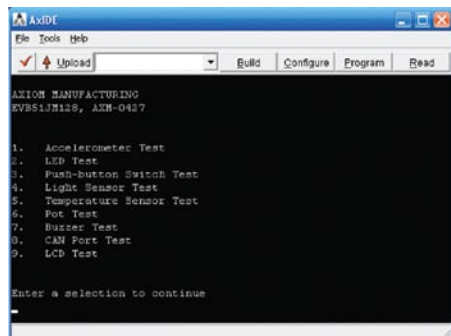 AxIDE
File Tools Help
Upload Build Configure Program Read
AXIOM MANUFACTURING
EVB51JM128, AXM-0427
1. Accelerometer Test
2. LED Test
3. Push-button Switch Test
4. Light Sensor Test
5. Temperature Sensor Test
6. Pot Test
7. Buzzer Test
8. CAN Port Test
9. LCD Test
Enter a selection to continue